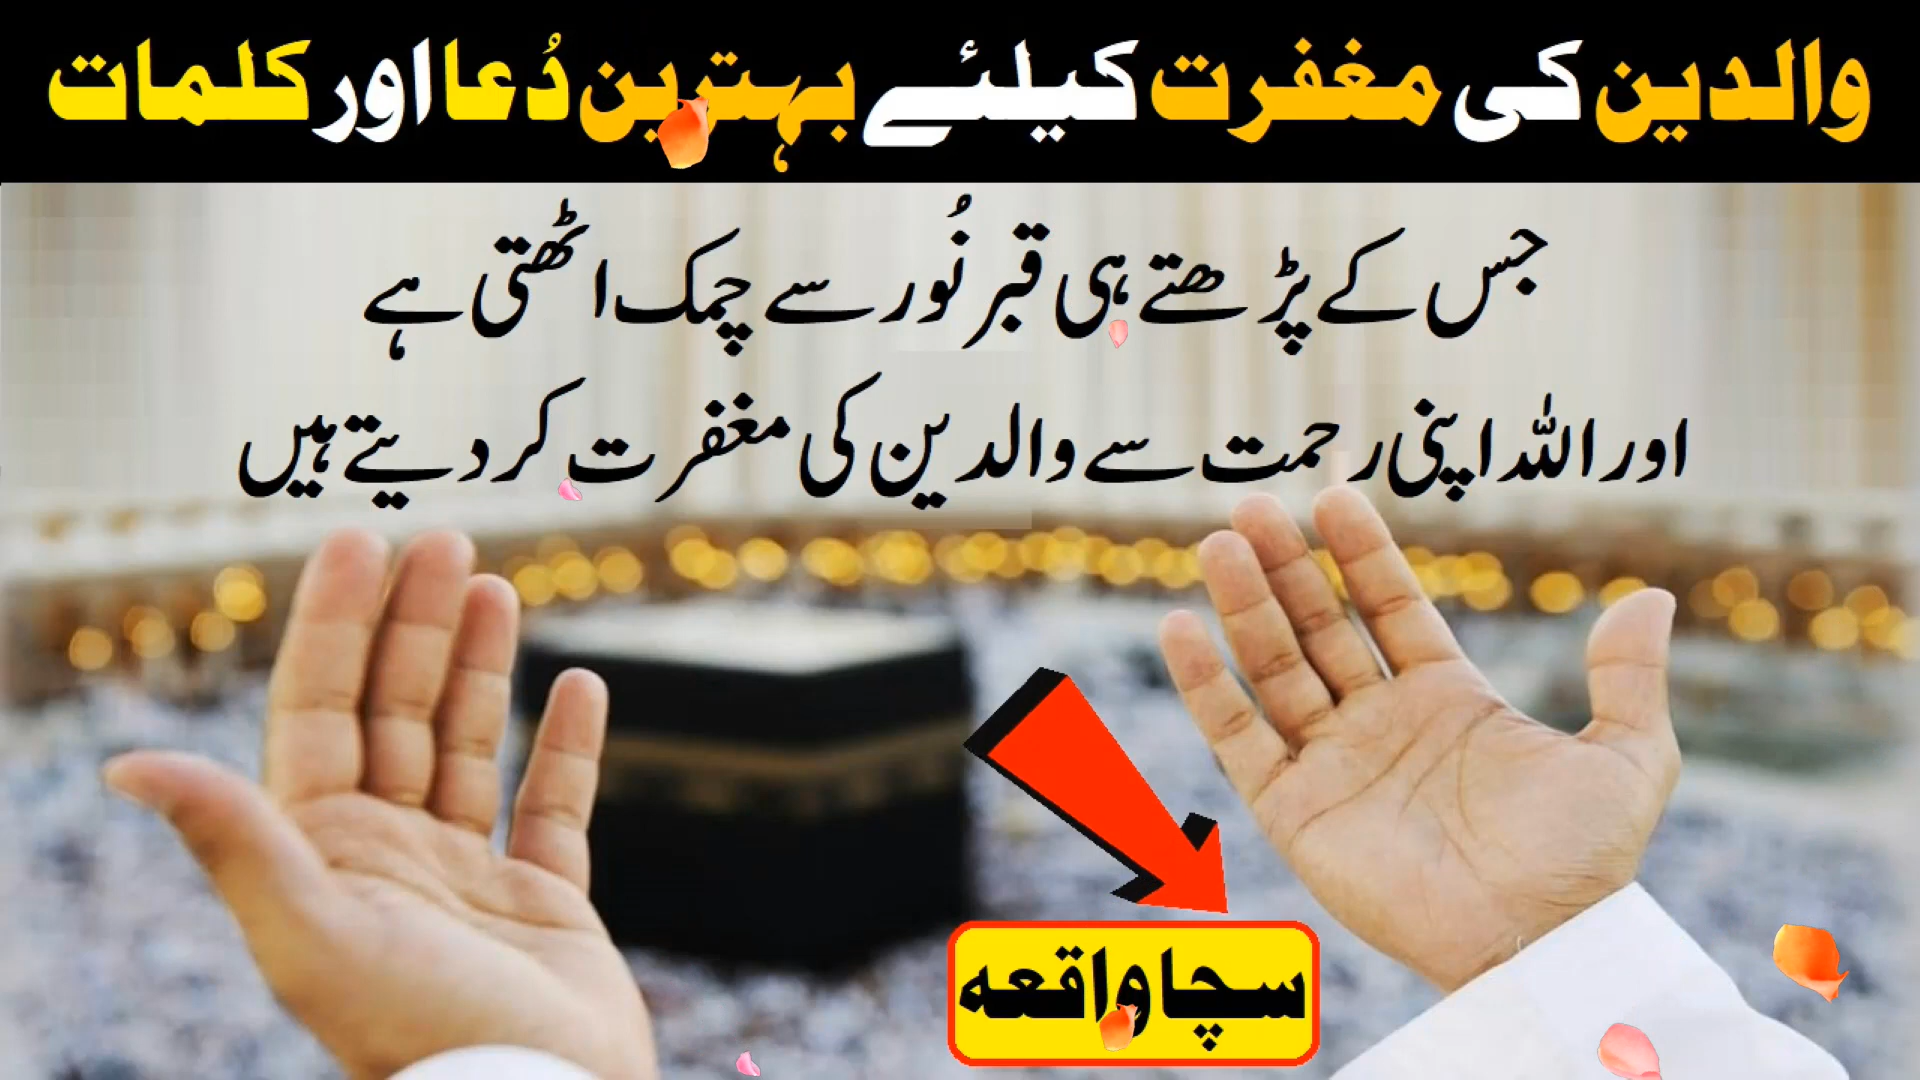 والدین کی مغفرت کیلئے بہترین دُعا اور کلمات
جس کے پڑھتے ہی قبر نُور سے چمک اٹھتی ہے
اور اللہ اپنی رحمت سے والدین کی مغفرت کر دیتے ہیں
سچا واقعہ